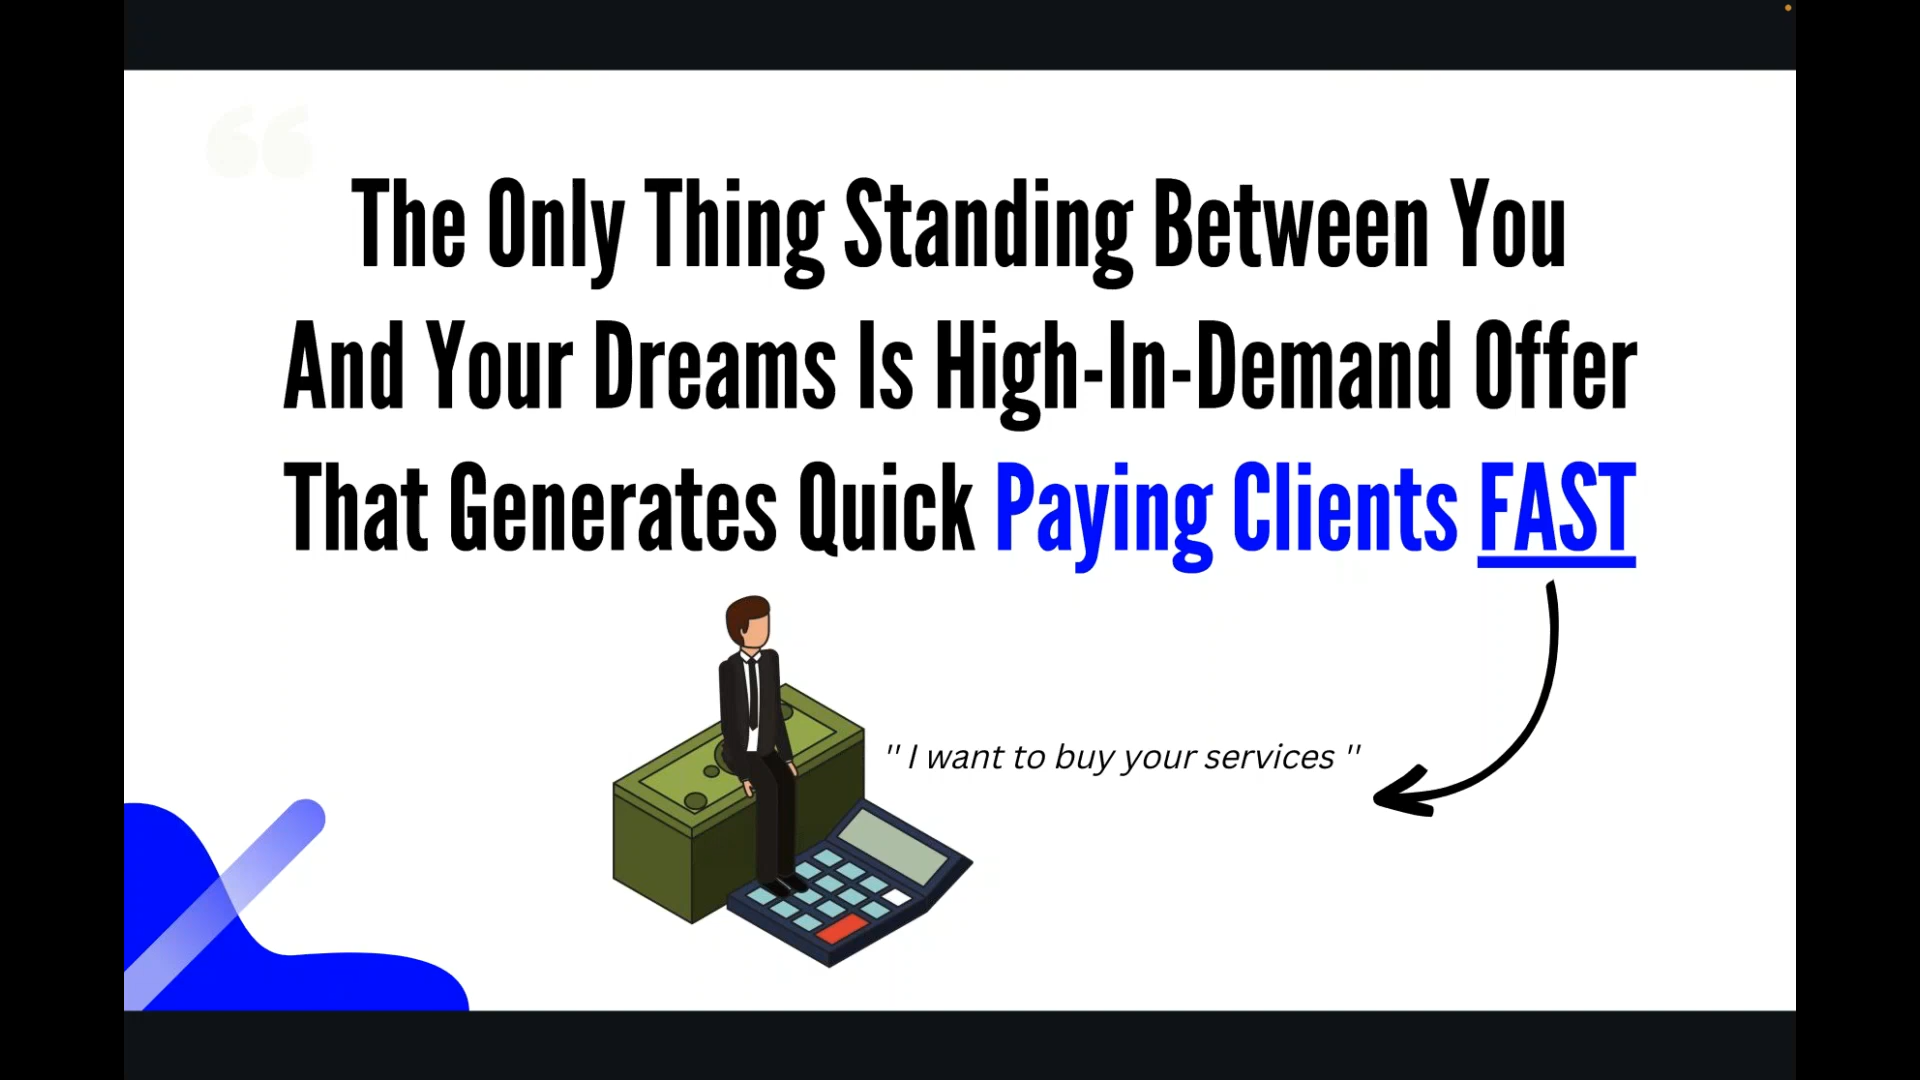 The Only Thing Standing Between You
And Your Dreams Is High-In-Demand Offer
That Generates Quick Paying Clients FAST
" I want to buy your services "